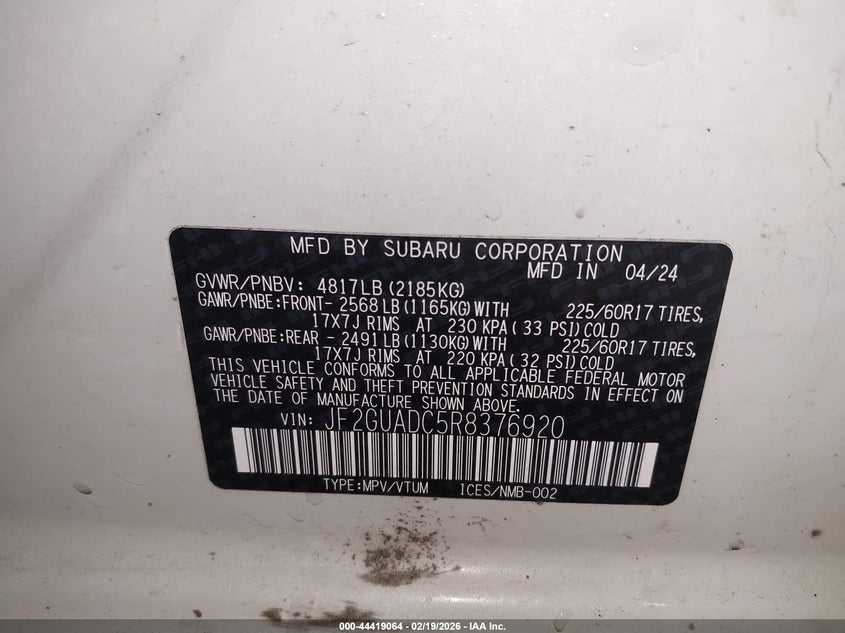 MFD BY SUBARU CORPORATION
MFD IN 04/24
GVWR/PNBV: 4817LB (2185KG)
GAWR/PNBE:FRONT- 2568LB (1165KG) WITH 225/60R17 TIRES,
17X7J RIMS AT 230 KPA ( 33 PSI) COLD
GAWR/PNBE:REAR - 2491LB (1130KG) WITH 225/60R17 TIRES,
17X7J RIMS AT 220 KPA ( 32 PSI) COLD
THIS VEHICLE CONFORMS TO ALL APPLICABLE FEDERAL MOTOR
VEHICLE SAFETY AND THEFT PREVENTION STANDARDS IN EFFECT ON
THE DATE OF MANUFACTURE SHOWN ABOVE.
VIN: JF2GUADC5R8376920
TYPE:MPV/VTUM ICES/NMB-002
000-44419064 - 02/19/2026 - IAA Inc.